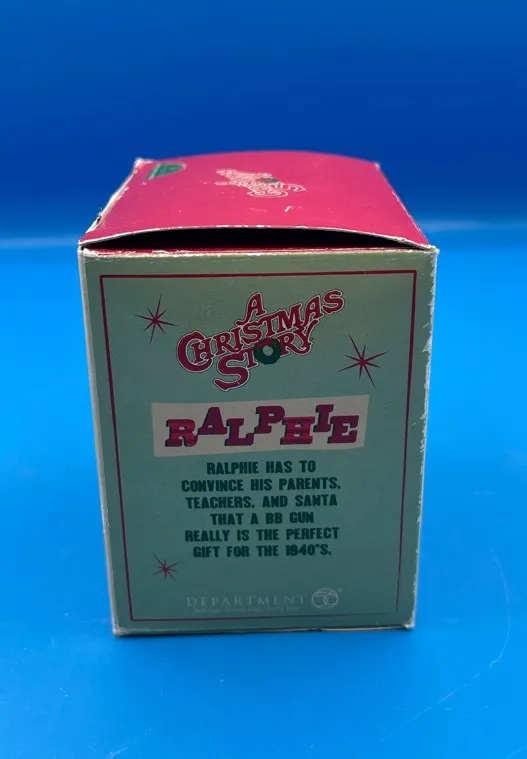 A
CHRISTMAS
STORY
RALPHIE
RALPHIE HAS TO
CONVINCE HIS PARENTS,
TEACHERS, AND SANTA
THAT A BB GUN
REALLY IS THE PERFECT
GIFT FOR THE 1940'S.
DEPARTMENT 56